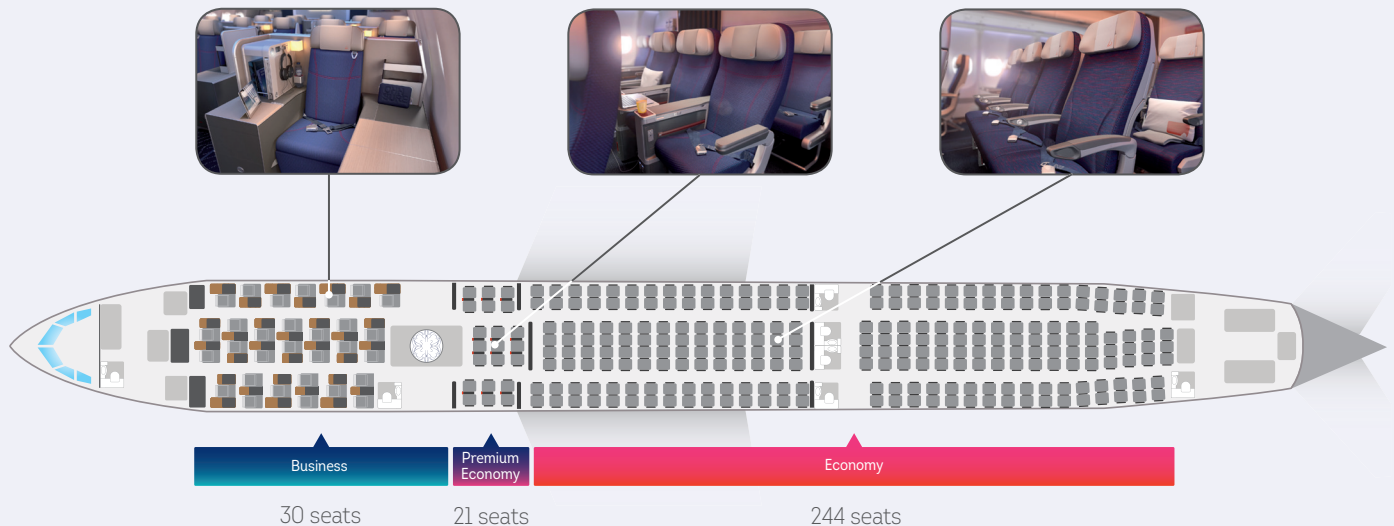 Business
Premium
Economy
Economy
30 seats
21 seats
244 seats